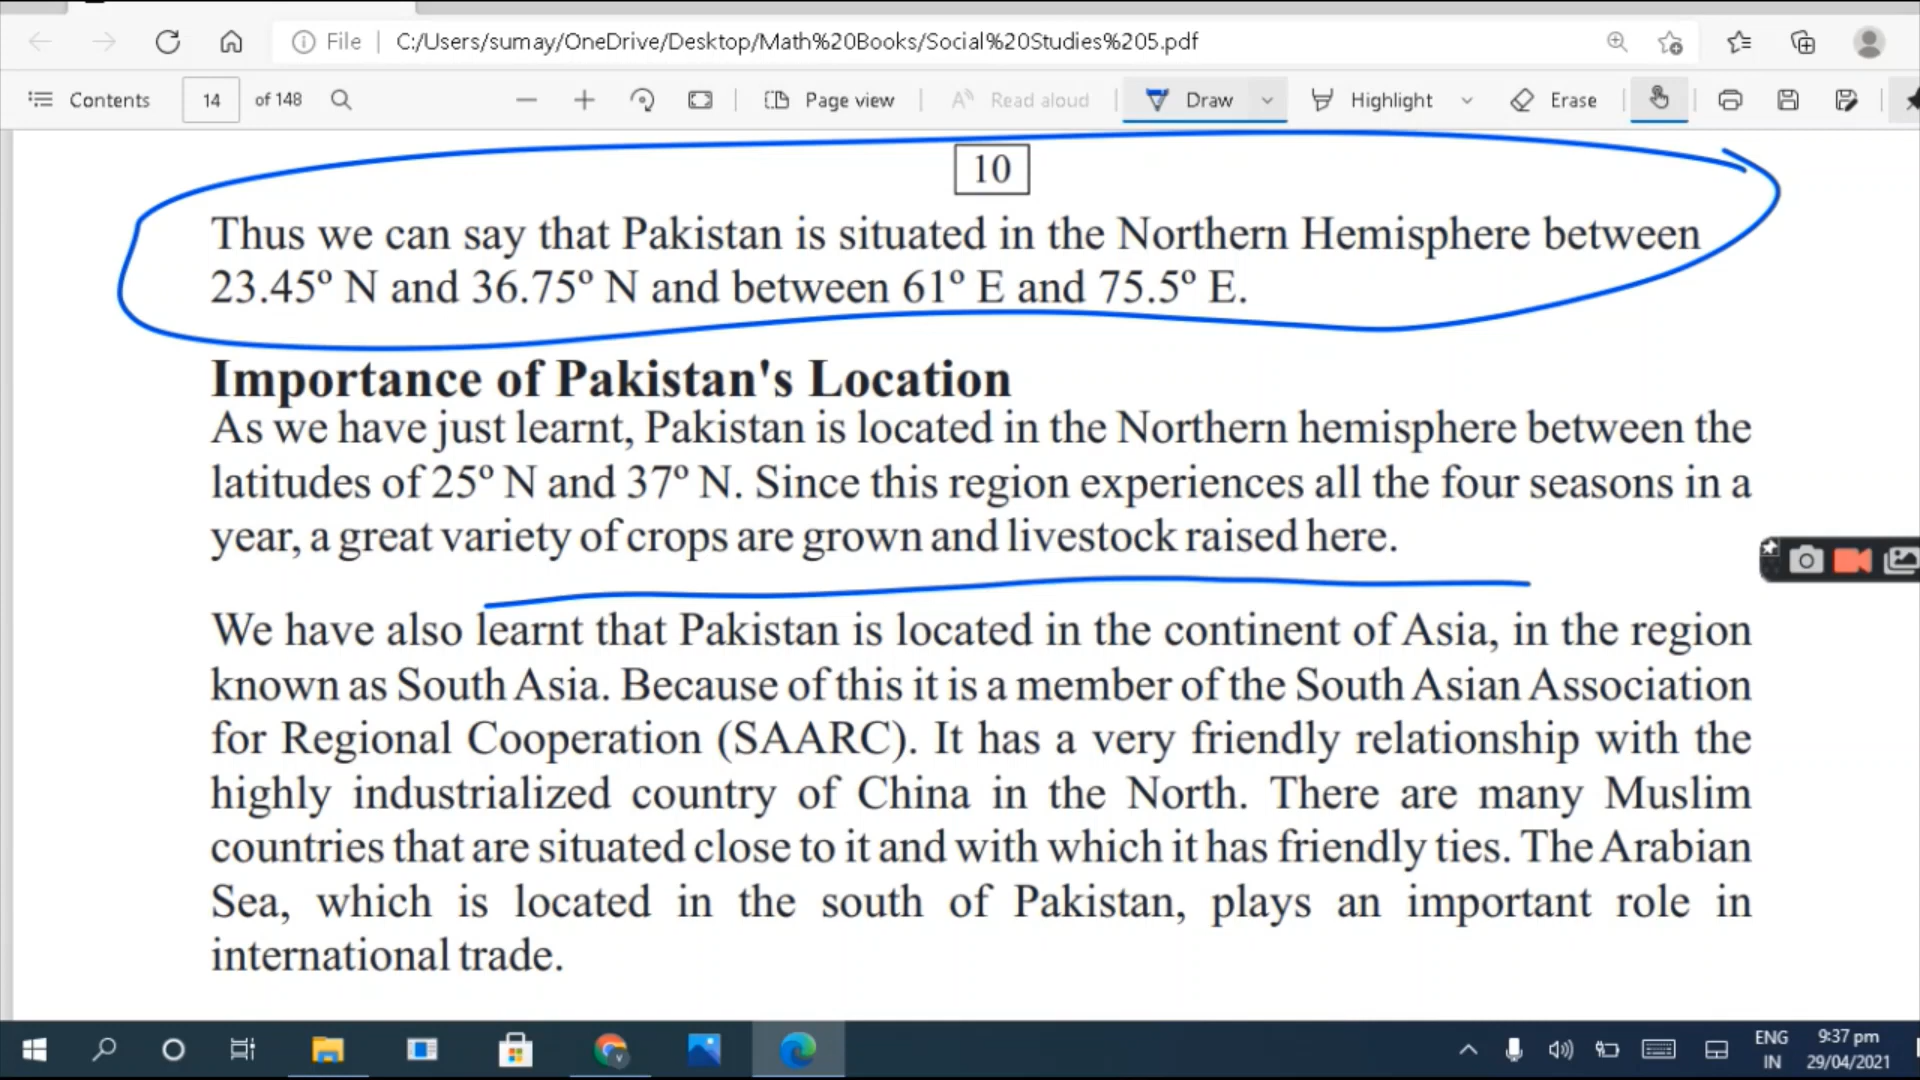 File
C:/Users/sumay/OneDrive/Desktop/Math%20Books/Social%20Studies%205.pdf
Contents 14 of 148 Page view Read aloud Draw Highlight Erase
10
Thus we can say that Pakistan is situated in the Northern Hemisphere between
23.45º N and 36.75º N and between 61º E and 75.5º E.
Importance of Pakistan's Location
As we have just learnt, Pakistan is located in the Northern hemisphere between the
latitudes of 25º N and 37º N. Since this region experiences all the four seasons in a
year, a great variety of crops are grown and livestock raised here.
We have also learnt that Pakistan is located in the continent of Asia, in the region
known as South Asia. Because of this it is a member of the South Asian Association
for Regional Cooperation (SAARC). It has a very friendly relationship with the
highly industrialized country of China in the North. There are many Muslim
countries that are situated close to it and with which it has friendly ties. The Arabian
Sea, which is located in the south of Pakistan, plays an important role in
international trade.
ENG 9:37 pm
IN 29/04/2021